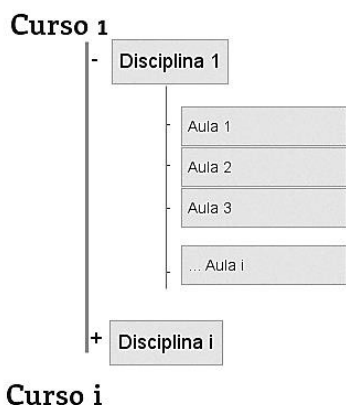 Curso 1
- Disciplina 1
- Aula 1
- Aula 2
- Aula 3
- ... Aula i
+ Disciplina i
Curso i